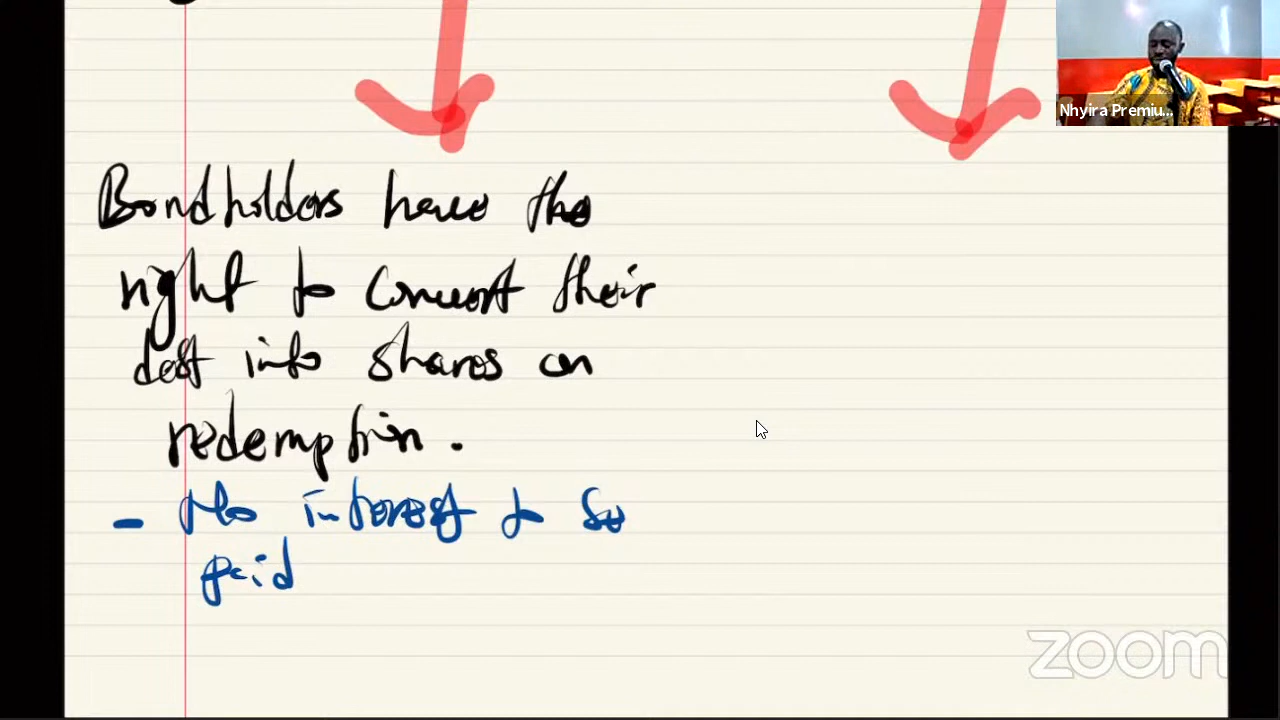 Nhyira Premiu...
Bondholders have the
right to convert their
debt into shares on
redemption.
- No interest to be
paid
zoom